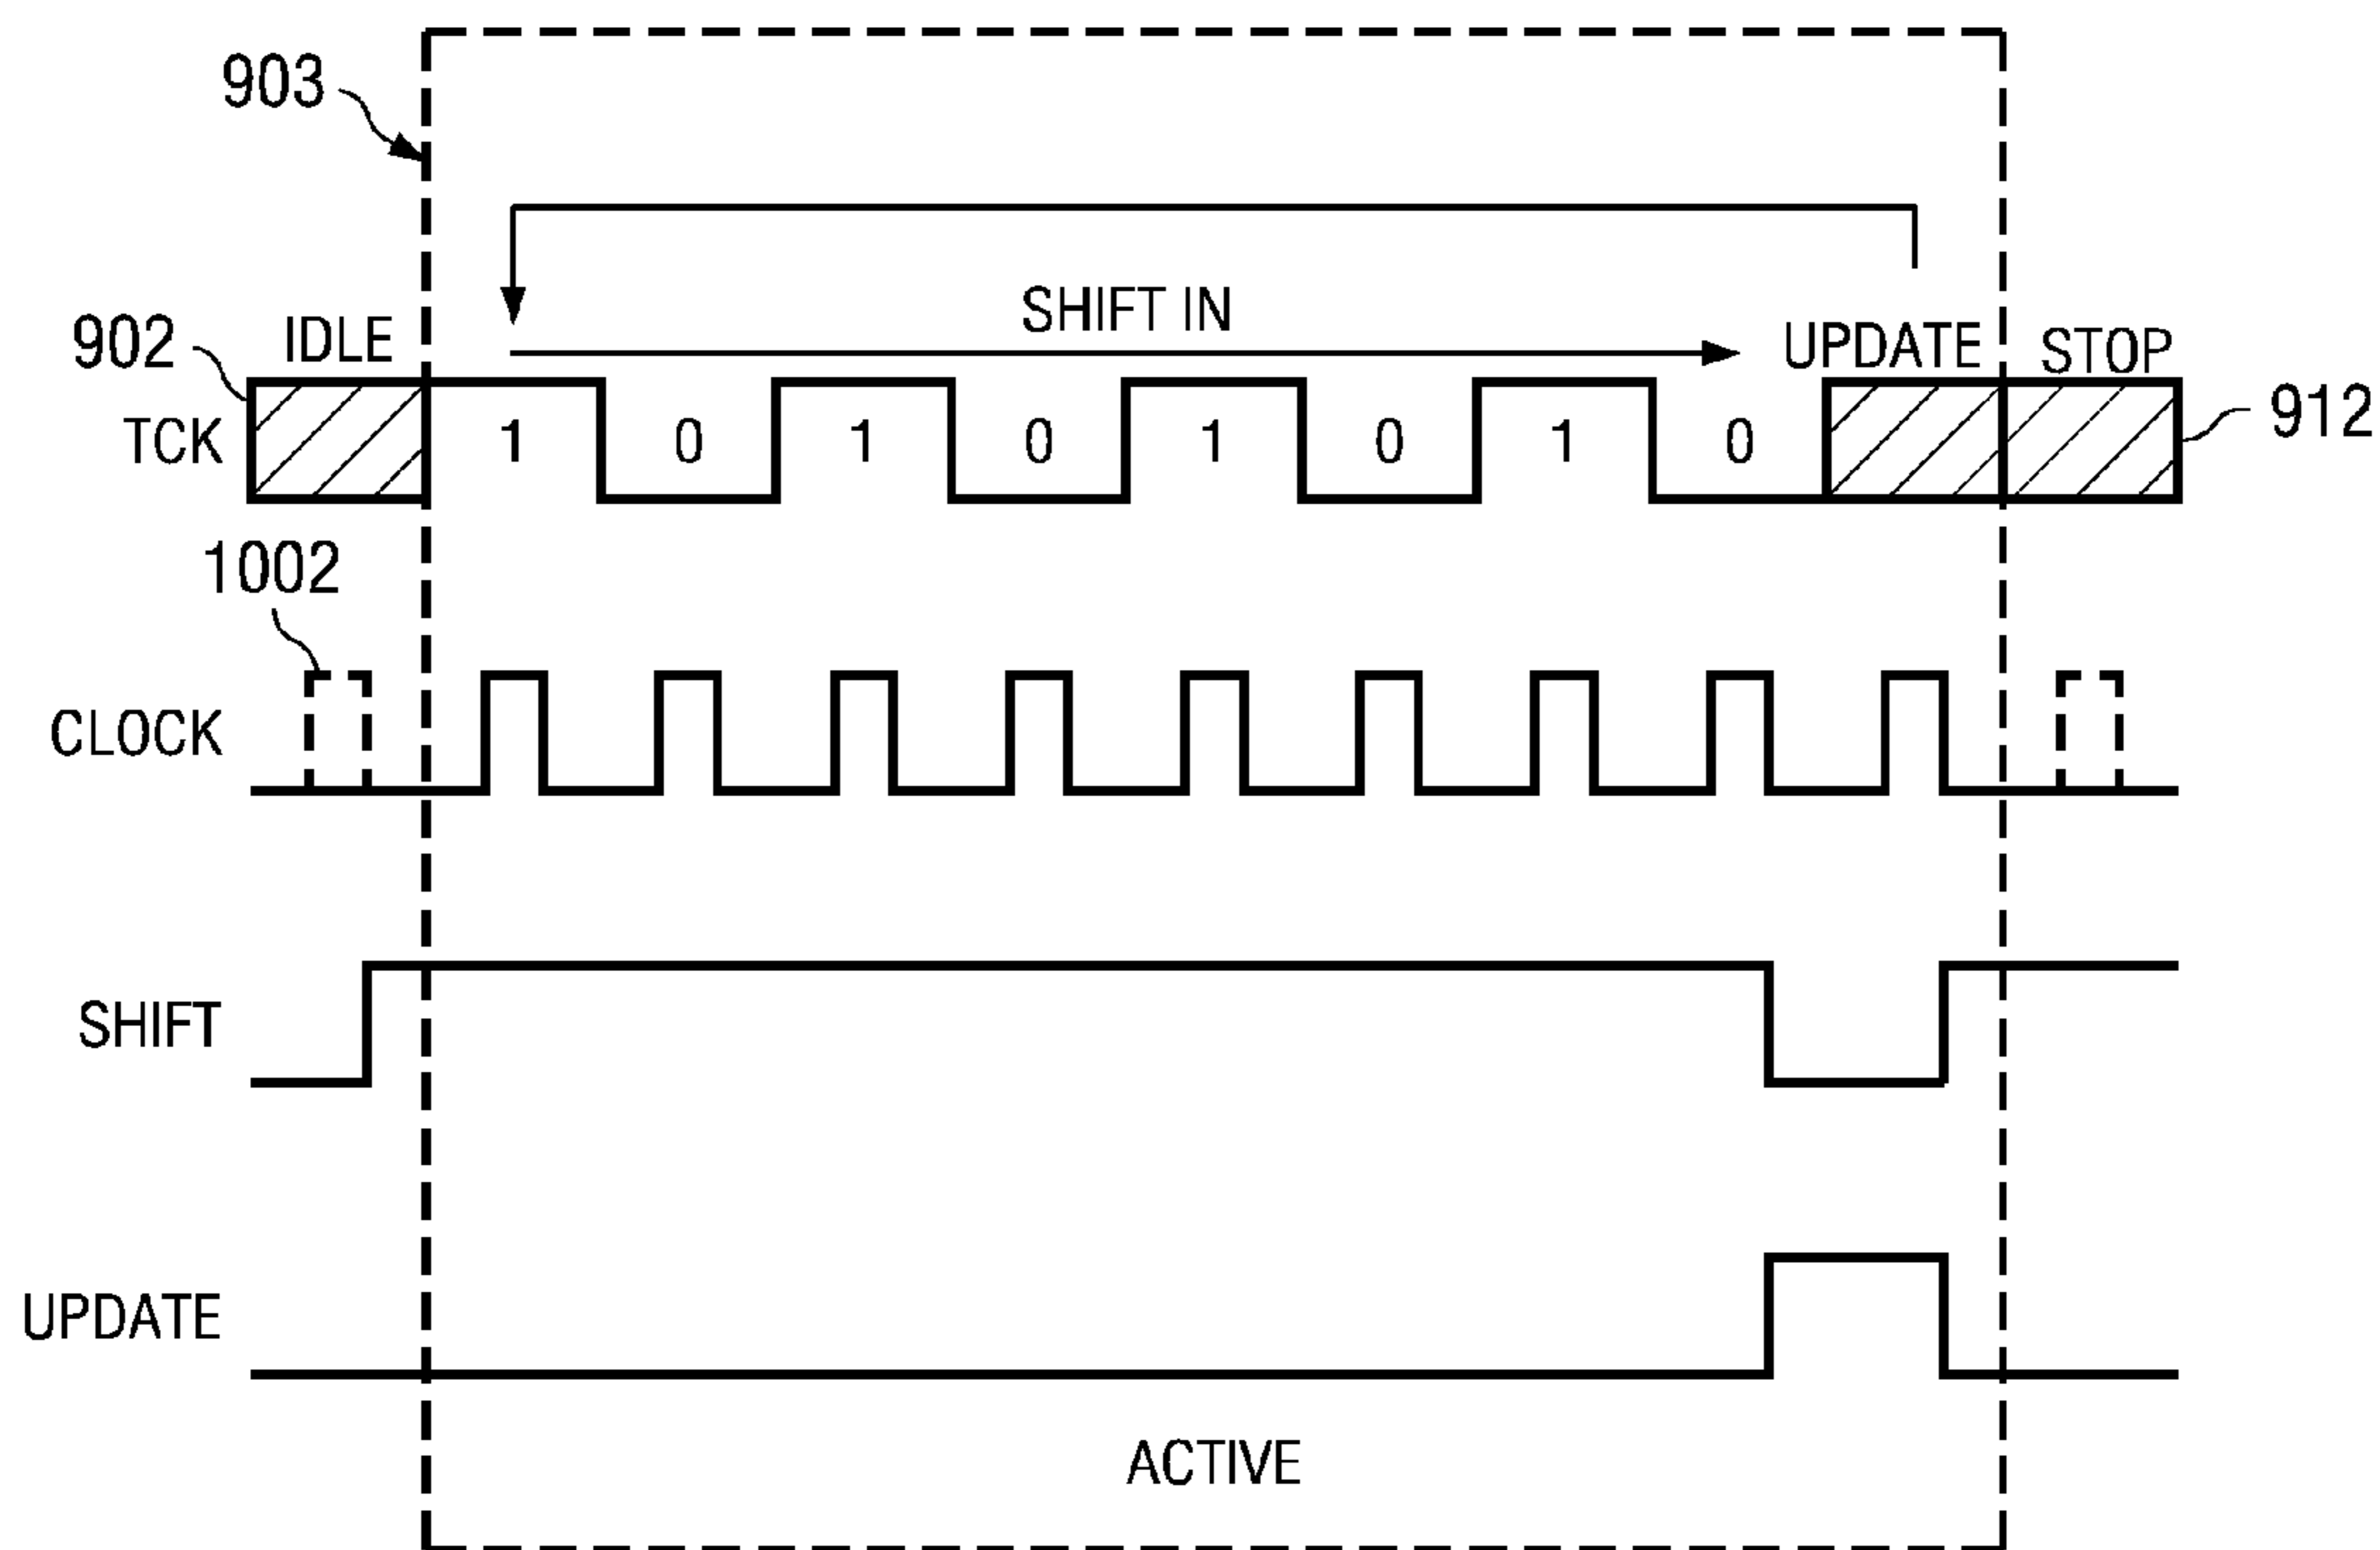 903
SHIFT IN
902
IDLE
UPDATE
STOP
TCK
1 0 1 0 1 0 1 0
912
1002
CLOCK
SHIFT
UPDATE
ACTIVE